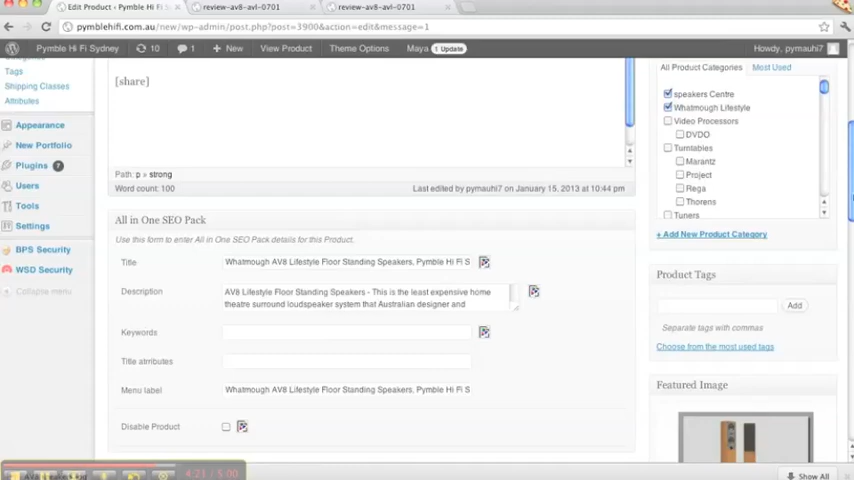 Edit Product ‹ Pymble Hi F
review-av8-avl-0701
review-av8-avl-0701
pymblehifi.com.au/new/wp-admin/post.php?post=3900&action=edit&message=1
Pymble Hi Fi Sydney
10
1
+ New
View Product
Theme Options
Maya 1 Update
Howdy, pymauhi7
Tags
Shipping Classes
Attributes
Appearance
New Portfolio
Plugins 7
Users
Tools
Settings
BPS Security
WSD Security
Collapse menu
[share]
Path: p » strong
Word count: 100
Last edited by pymauhi7 on January 15, 2013 at 10:44 pm
All in One SEO Pack
Use this form to enter All in One SEO Pack details for this Product.
Title
Whatmough AV8 Lifestyle Floor Standing Speakers, Pymble Hi Fi S
Description
AV8 Lifestyle Floor Standing Speakers - This is the least expensive home
theatre surround loudspeaker system that Australian designer and
Keywords
Title atrributes
Menu label
Whatmough AV8 Lifestyle Floor Standing Speakers, Pymble Hi Fi S
Disable Product
All Product Categories
Most Used
speakers Centre
Whatmough Lifestyle
Video Processors
DVDO
Turntables
Marantz
Project
Rega
Thorens
Tuners
+ Add New Product Category
Product Tags
Add
Separate tags with commas
Choose from the most used tags
Featured Image
4:21 / 5:00
Show All